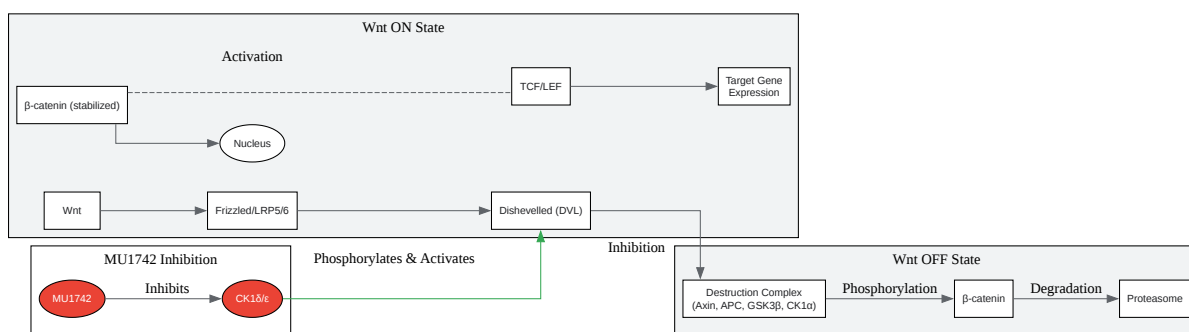 Wnt ON State
Activation
TCF/LEF
Target Gene
Expression
β-catenin (stabilized)
Nucleus
Wnt
Frizzled/LRP5/6
Dishevelled (DVL)
Inhibition
MU1742 Inhibition
Phosphorylates & Activates
MU1742
Inhibits
CK1δ/ε
Wnt OFF State
Destruction Complex
(Axin, APC, GSK3β, CK1α)
Phosphorylation
β-catenin
Degradation
Proteasome